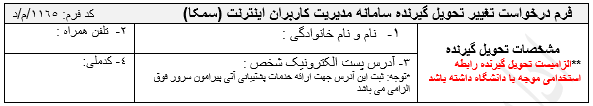 فرم درخواست تغییر تحویل گیرنده سامانه مدیریت کاربران اینترنت (سمکا) کد فرم: ۱۱۶۵/م/د
مشخصات تحویل گیرنده
**الزامیست تحویل گیرنده رابطه
استخدامی موجه با دانشگاه داشته باشد
۱- نام و نام خانوادگی :
۲- تلفن همراه :
۳- آدرس پست الکترونیک شخص :
*توجه: ثبت این آدرس جهت ارائه خدمات پشتیبانی آتی پیرامون سرور فوق
الزامی می باشد
۴- کدملی: